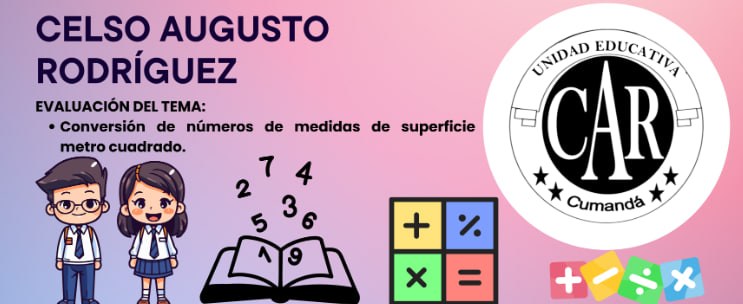 CELSO AUGUSTO
RODRÍGUEZ
EVALUACIÓN DEL TEMA:
• Conversión de números de medidas de superficie
metro cuadrado.
UNIDAD EDUCATIVA
CAR
Cumandá
7
4
2
3
5
6
1 9
+ %
× =
+ − ÷ ×